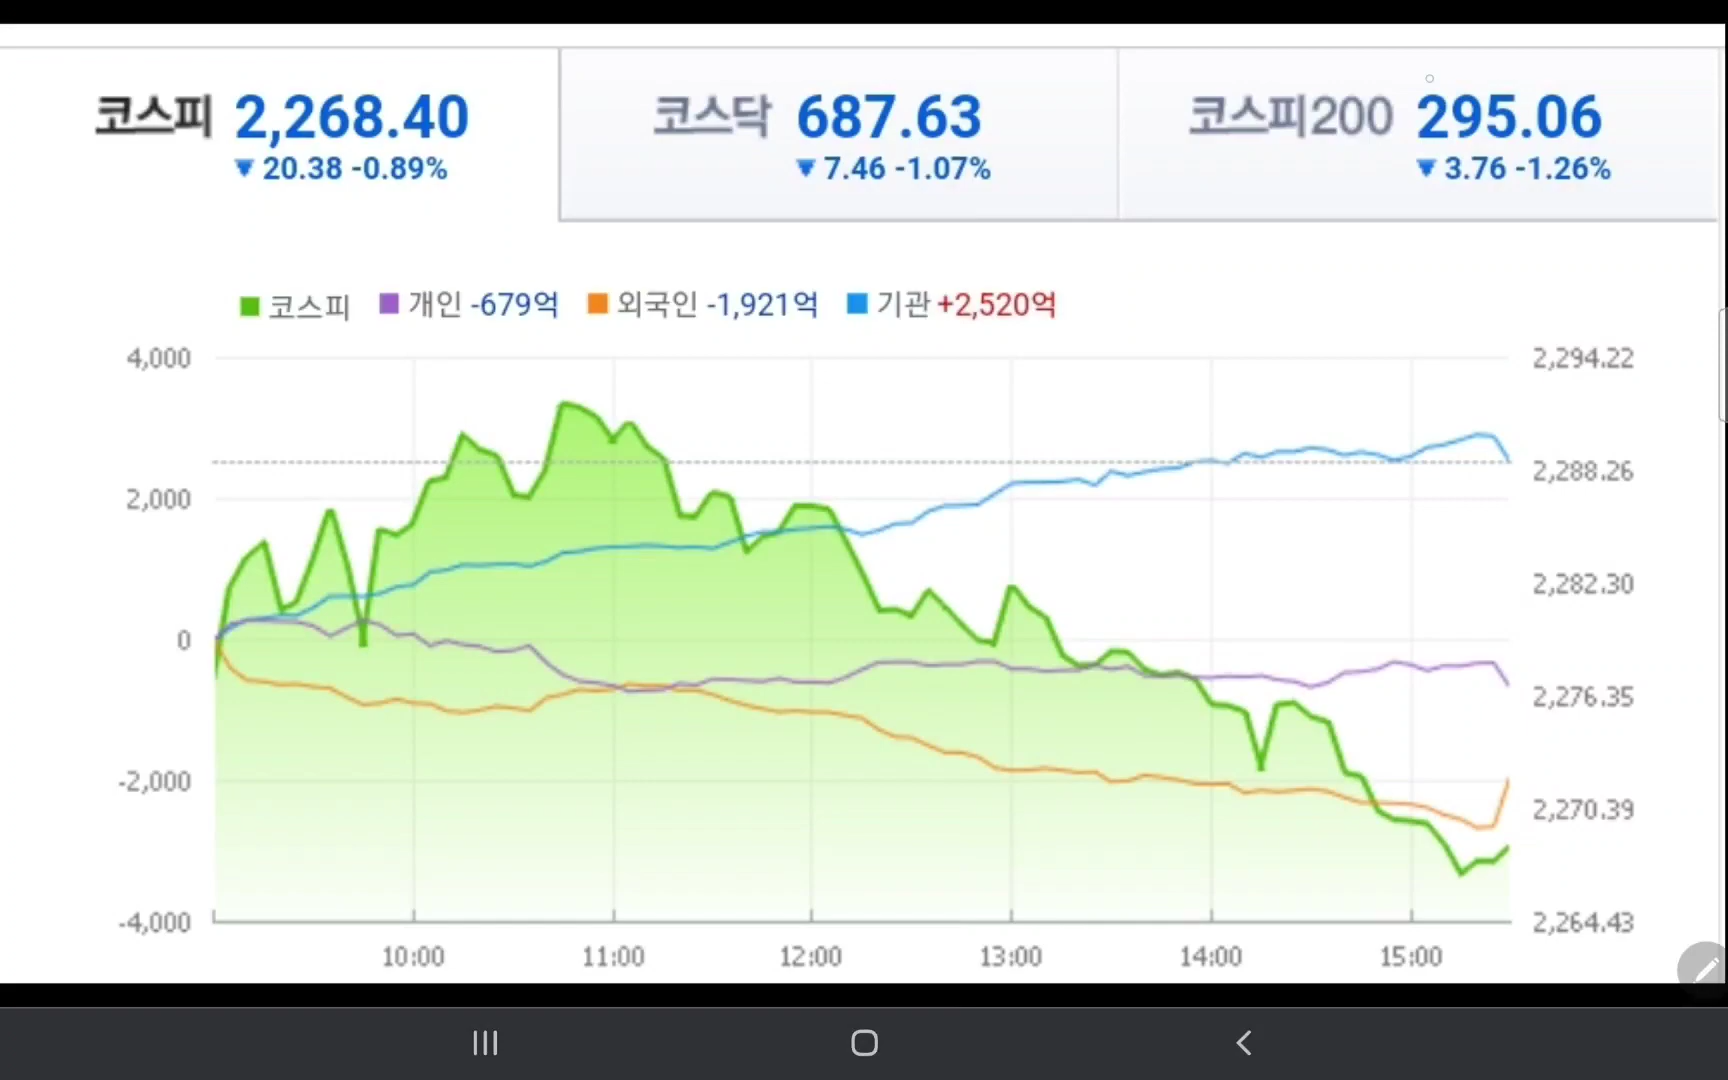 코스피 2,268.40
▼ 20.38 -0.89%
코스닥 687.63
▼ 7.46 -1.07%
코스피200 295.06
▼ 3.76 -1.26%
코스피 개인 -679억 외국인 -1,921억 기관 +2,520억
4,000
2,000
0
-2,000
-4,000
2,294.22
2,288.26
2,282.30
2,276.35
2,270.39
2,264.43
10:00 11:00 12:00 13:00 14:00 15:00